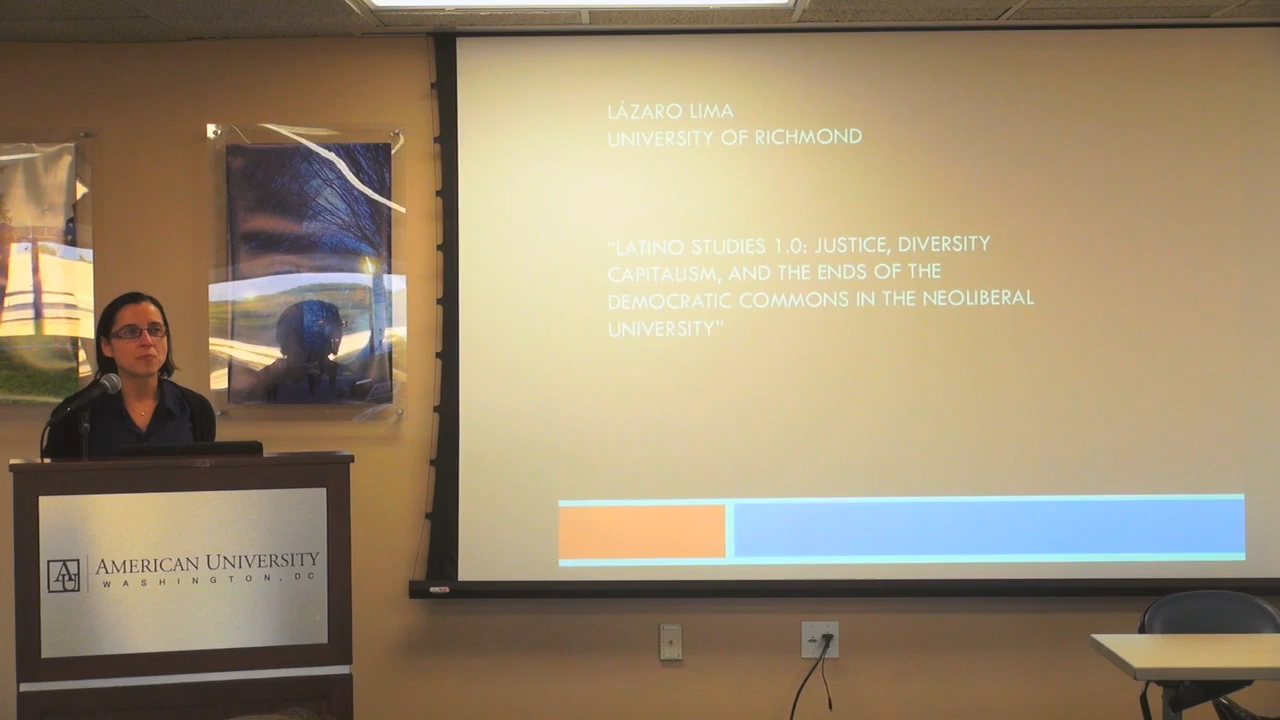 LÁZARO LIMA
UNIVERSITY OF RICHMOND
"LATINO STUDIES 1.0: JUSTICE, DIVERSITY
CAPITALISM, AND THE ENDS OF THE
DEMOCRATIC COMMONS IN THE NEOLIBERAL
UNIVERSITY"
AU
AMERICAN UNIVERSITY
WASHINGTON, DC